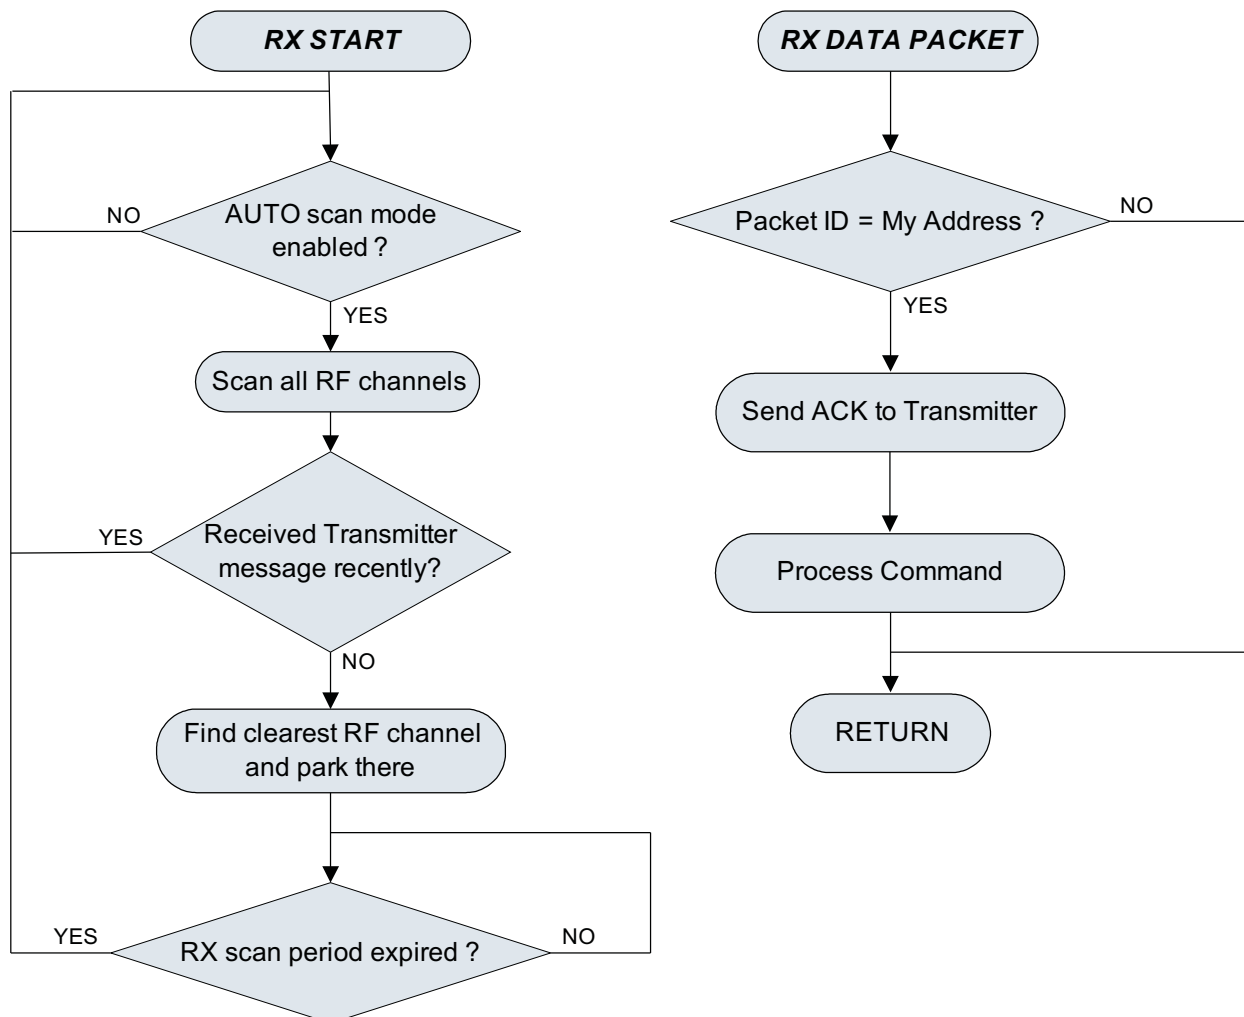 RX START
AUTO scan mode
enabled ?
NO
YES
Scan all RF channels
Received Transmitter
message recently?
YES
NO
Find clearest RF channel
and park there
RX scan period expired ?
YES
NO
RX DATA PACKET
Packet ID = My Address ?
NO
YES
Send ACK to Transmitter
Process Command
RETURN